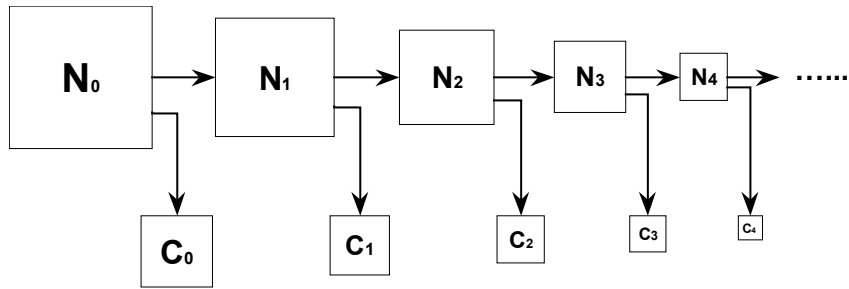 N₀ N₁ N₂ N₃ N₄ ......
C₀ C₁ C₂ C₃ C₄